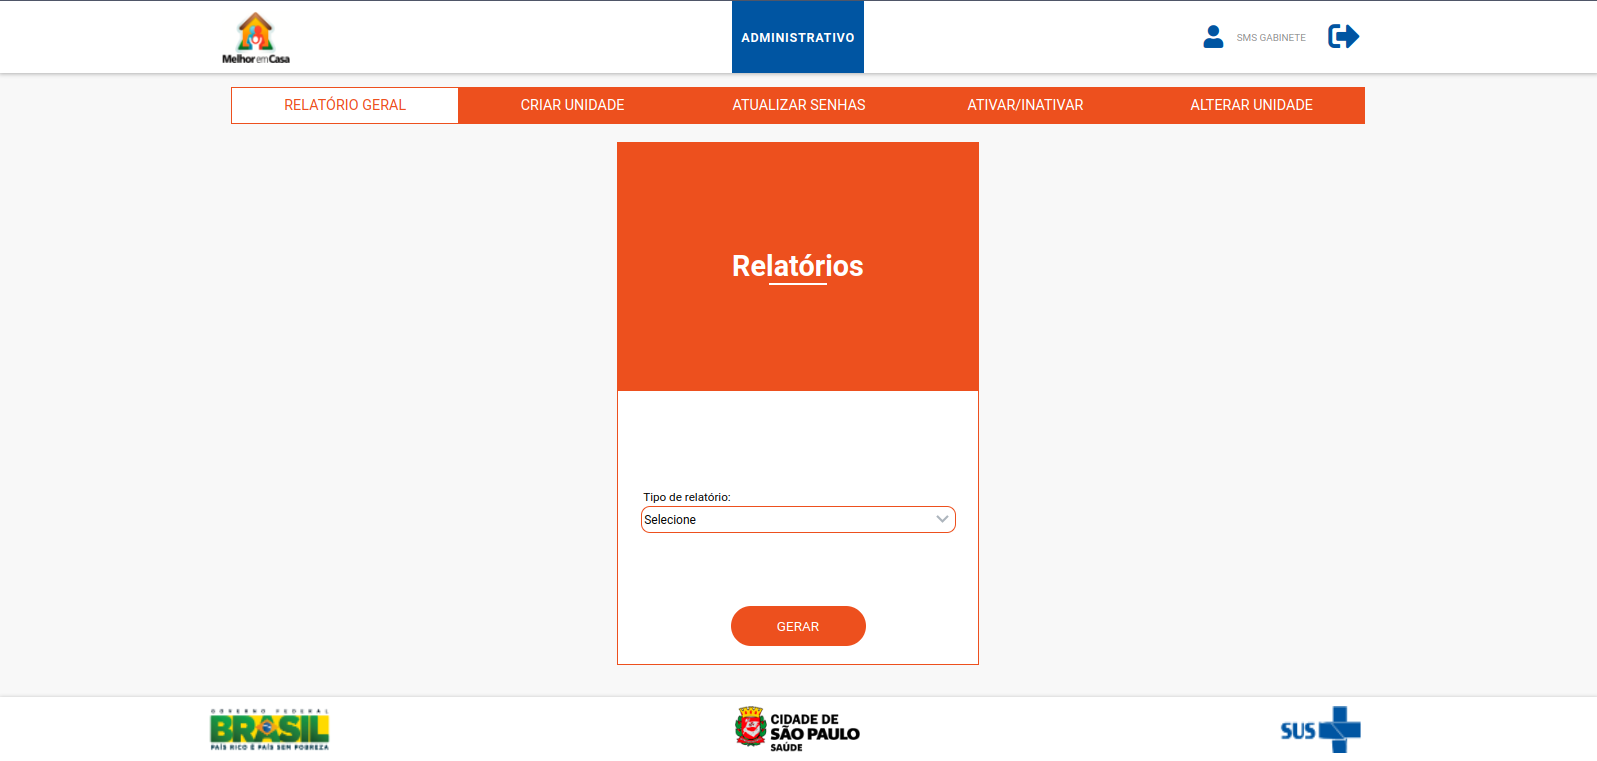 Melhor em Casa
ADMINISTRATIVO
SMS GABINETE
RELATÓRIO GERAL
CRIAR UNIDADE
ATUALIZAR SENHAS
ATIVAR/INATIVAR
ALTERAR UNIDADE
Relatórios
Tipo de relatório:
Selecione
GERAR
GOVERNO FEDERAL
BRASIL
PAÍS RICO É PAÍS SEM POBREZA
CIDADE DE
SÃO PAULO
SAÚDE
SUS